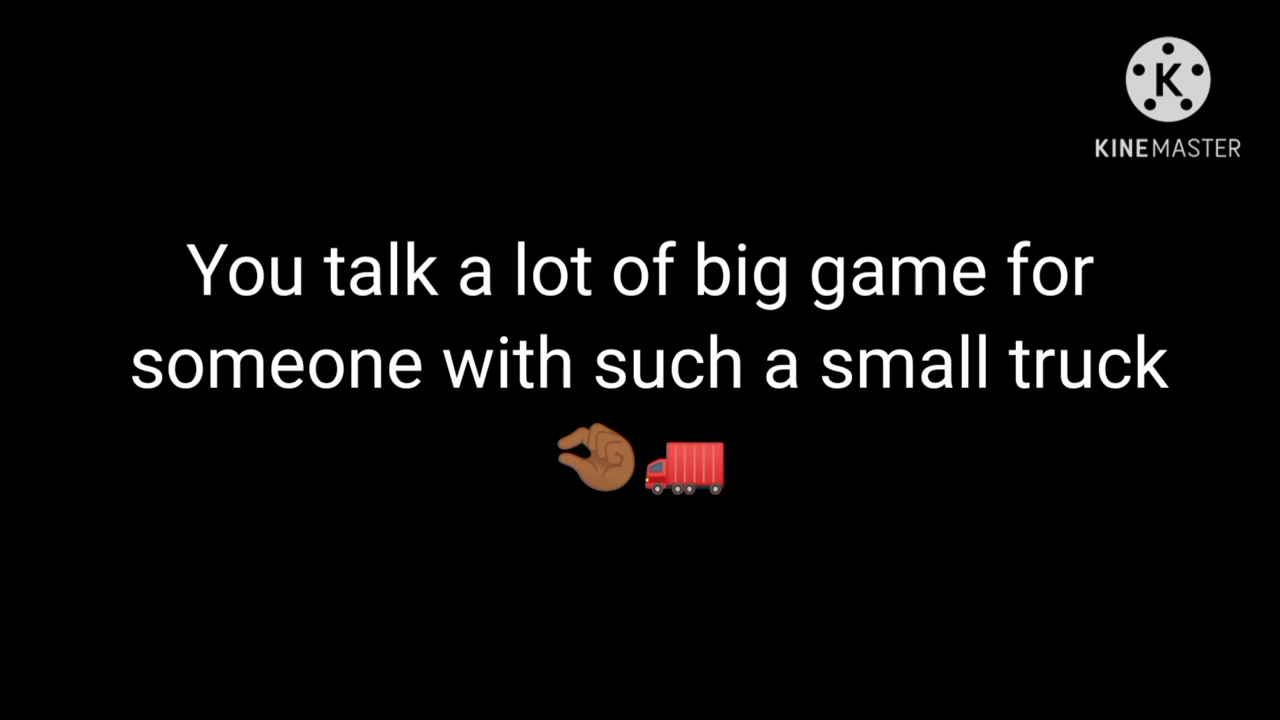 K
KINEMASTER
You talk a lot of big game for
someone with such a small truck
🤏🏾🚛